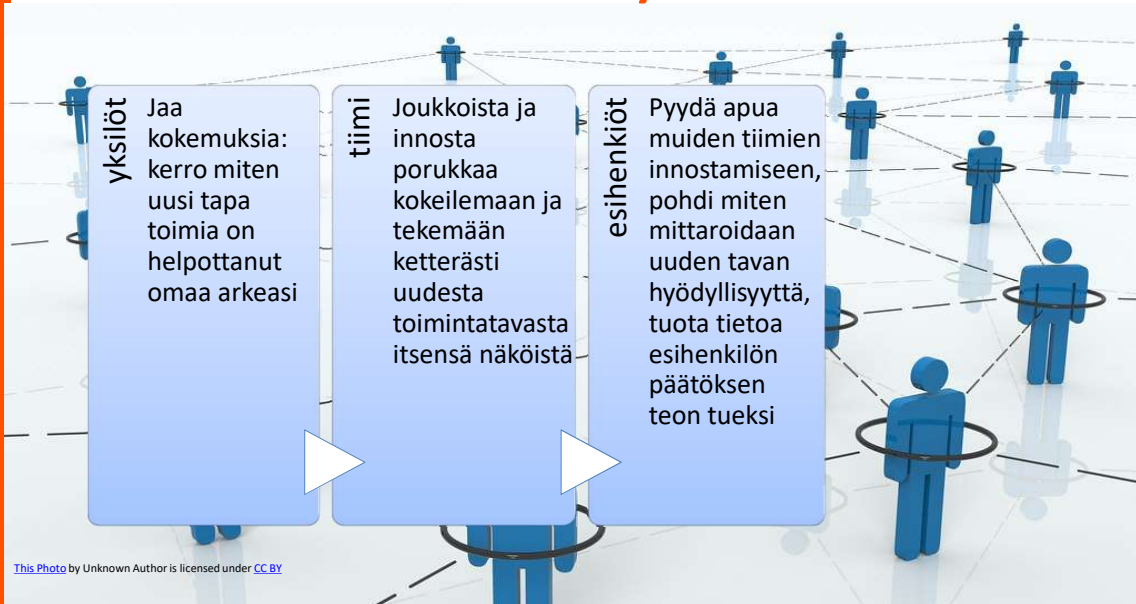 yksilöt
Jaa
kokemuksia:
kerro miten
uusi tapa
toimia on
helpottanut
omaa arkeasi
tiimi
Joukkoista ja
innosta
porukkaa
kokeilemaan ja
tekemään
ketterästi
uudesta
toimintatavasta
itsensä näköistä
esihenkiöt
Pyydä apua
muiden tiimien
innostamiseen,
pohdi miten
mittaroidaan
uuden tavan
hyödyllisyyttä,
tuota tietoa
esihenkilön
päätöksen
teon tueksi
This Photo by Unknown Author is licensed under CC BY